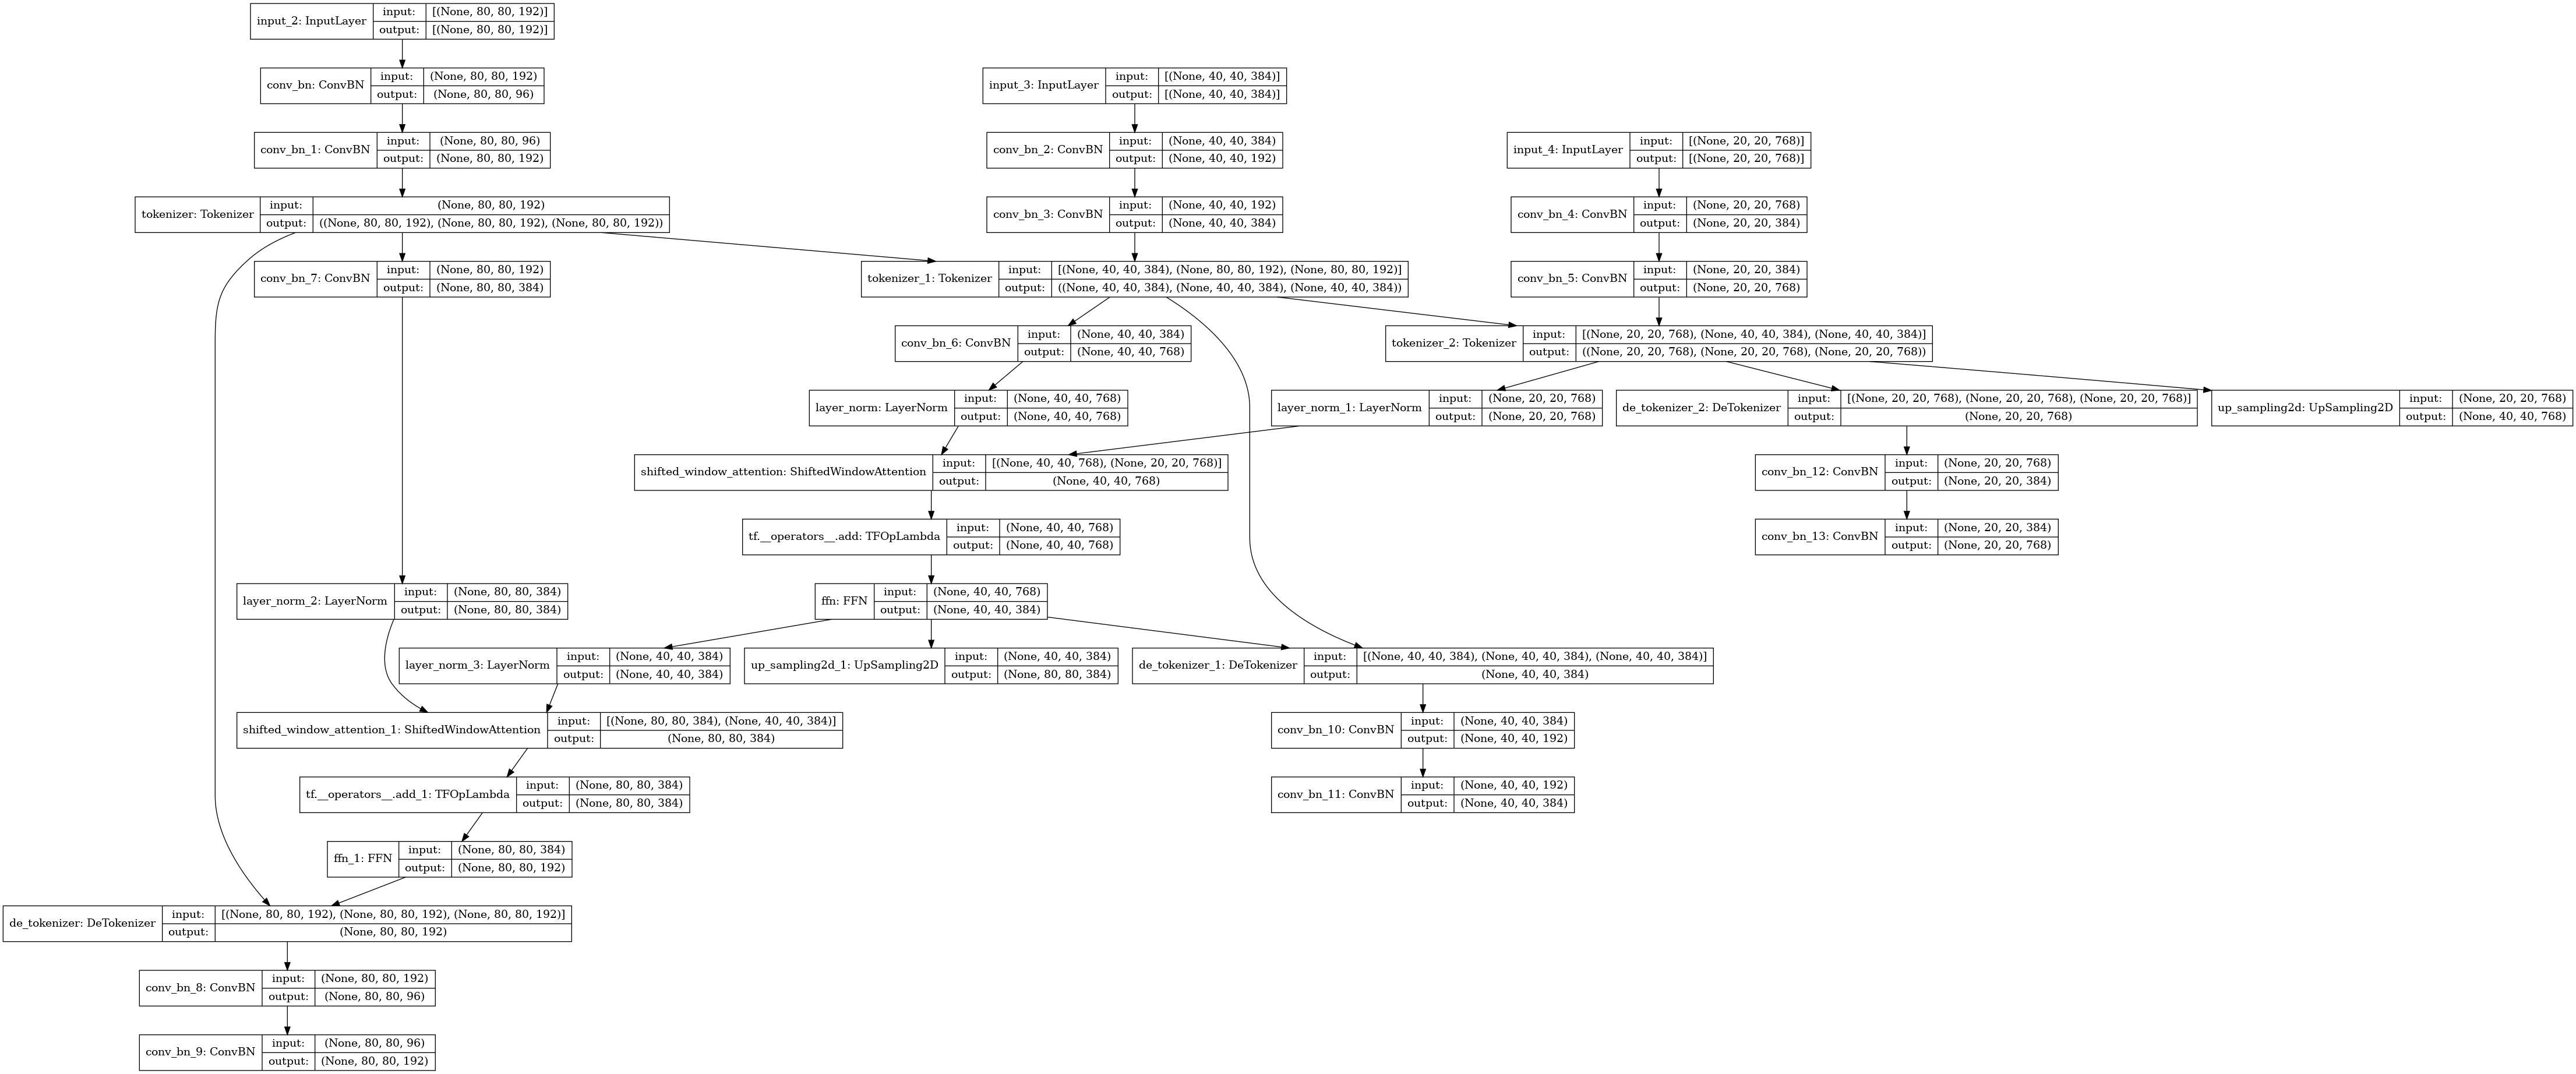 input_2: InputLayer
input: [(None, 80, 80, 192)]
output: [(None, 80, 80, 192)]
conv_bn: ConvBN
input: (None, 80, 80, 192)
output: (None, 80, 80, 96)
input_3: InputLayer
input: [(None, 40, 40, 384)]
output: [(None, 40, 40, 384)]
conv_bn_1: ConvBN
input: (None, 80, 80, 96)
output: (None, 80, 80, 192)
conv_bn_2: ConvBN
input: (None, 40, 40, 384)
output: (None, 40, 40, 192)
input_4: InputLayer
input: [(None, 20, 20, 768)]
output: [(None, 20, 20, 768)]
tokenizer: Tokenizer
input: (None, 80, 80, 192)
output: ((None, 80, 80, 192), (None, 80, 80, 192), (None, 80, 80, 192))
conv_bn_3: ConvBN
input: (None, 40, 40, 192)
output: (None, 40, 40, 384)
conv_bn_4: ConvBN
input: (None, 20, 20, 768)
output: (None, 20, 20, 384)
conv_bn_7: ConvBN
input: (None, 80, 80, 192)
output: (None, 80, 80, 384)
tokenizer_1: Tokenizer
input: [(None, 40, 40, 384), (None, 80, 80, 192), (None, 80, 80, 192)]
output: ((None, 40, 40, 384), (None, 40, 40, 384), (None, 40, 40, 384))
conv_bn_5: ConvBN
input: (None, 20, 20, 384)
output: (None, 20, 20, 768)
conv_bn_6: ConvBN
input: (None, 40, 40, 384)
output: (None, 40, 40, 768)
tokenizer_2: Tokenizer
input: [(None, 20, 20, 768), (None, 40, 40, 384), (None, 40, 40, 384)]
output: ((None, 20, 20, 768), (None, 20, 20, 768), (None, 20, 20, 768))
layer_norm: LayerNorm
input: (None, 40, 40, 768)
output: (None, 40, 40, 768)
layer_norm_1: LayerNorm
input: (None, 20, 20, 768)
output: (None, 20, 20, 768)
de_tokenizer_2: DeTokenizer
input: [(None, 20, 20, 768), (None, 20, 20, 768), (None, 20, 20, 768)]
output: (None, 20, 20, 768)
up_sampling2d: UpSampling2D
input: (None, 20, 20, 768)
output: (None, 40, 40, 768)
shifted_window_attention: ShiftedWindowAttention
input: [(None, 40, 40, 768), (None, 20, 20, 768)]
output: (None, 40, 40, 768)
conv_bn_12: ConvBN
input: (None, 20, 20, 768)
output: (None, 20, 20, 384)
tf.__operators__.add: TFOpLambda
input: (None, 40, 40, 768)
output: (None, 40, 40, 768)
conv_bn_13: ConvBN
input: (None, 20, 20, 384)
output: (None, 20, 20, 768)
layer_norm_2: LayerNorm
input: (None, 80, 80, 384)
output: (None, 80, 80, 384)
ffn: FFN
input: (None, 40, 40, 768)
output: (None, 40, 40, 384)
layer_norm_3: LayerNorm
input: (None, 40, 40, 384)
output: (None, 40, 40, 384)
up_sampling2d_1: UpSampling2D
input: (None, 40, 40, 384)
output: (None, 80, 80, 384)
de_tokenizer_1: DeTokenizer
input: [(None, 40, 40, 384), (None, 40, 40, 384), (None, 40, 40, 384)]
output: (None, 40, 40, 384)
shifted_window_attention_1: ShiftedWindowAttention
input: [(None, 80, 80, 384), (None, 40, 40, 384)]
output: (None, 80, 80, 384)
conv_bn_10: ConvBN
input: (None, 40, 40, 384)
output: (None, 40, 40, 192)
tf.__operators__.add_1: TFOpLambda
input: (None, 80, 80, 384)
output: (None, 80, 80, 384)
conv_bn_11: ConvBN
input: (None, 40, 40, 192)
output: (None, 40, 40, 384)
ffn_1: FFN
input: (None, 80, 80, 384)
output: (None, 80, 80, 192)
de_tokenizer: DeTokenizer
input: [(None, 80, 80, 192), (None, 80, 80, 192), (None, 80, 80, 192)]
output: (None, 80, 80, 192)
conv_bn_8: ConvBN
input: (None, 80, 80, 192)
output: (None, 80, 80, 96)
conv_bn_9: ConvBN
input: (None, 80, 80, 96)
output: (None, 80, 80, 192)